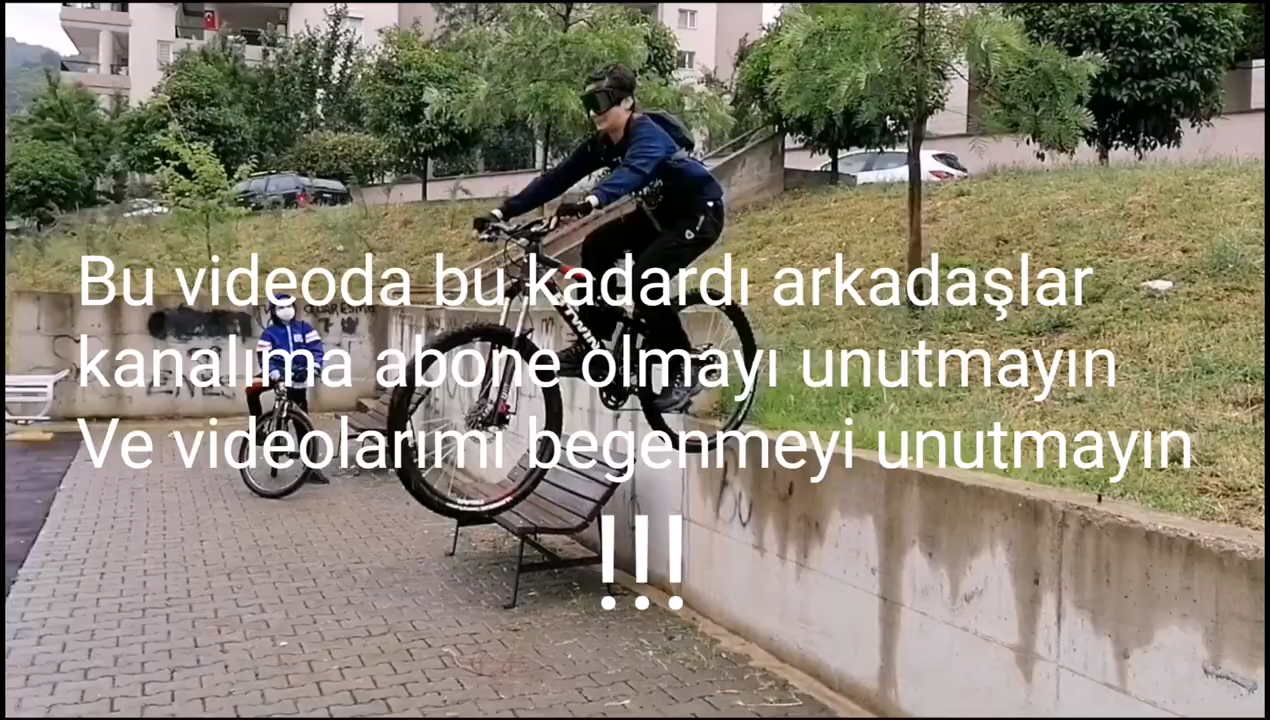 Bu videoda bu kadardı arkadaşlar
kanalıma abone olmayı unutmayın
Ve videolarımı begenmeyi unutmayın
!!!